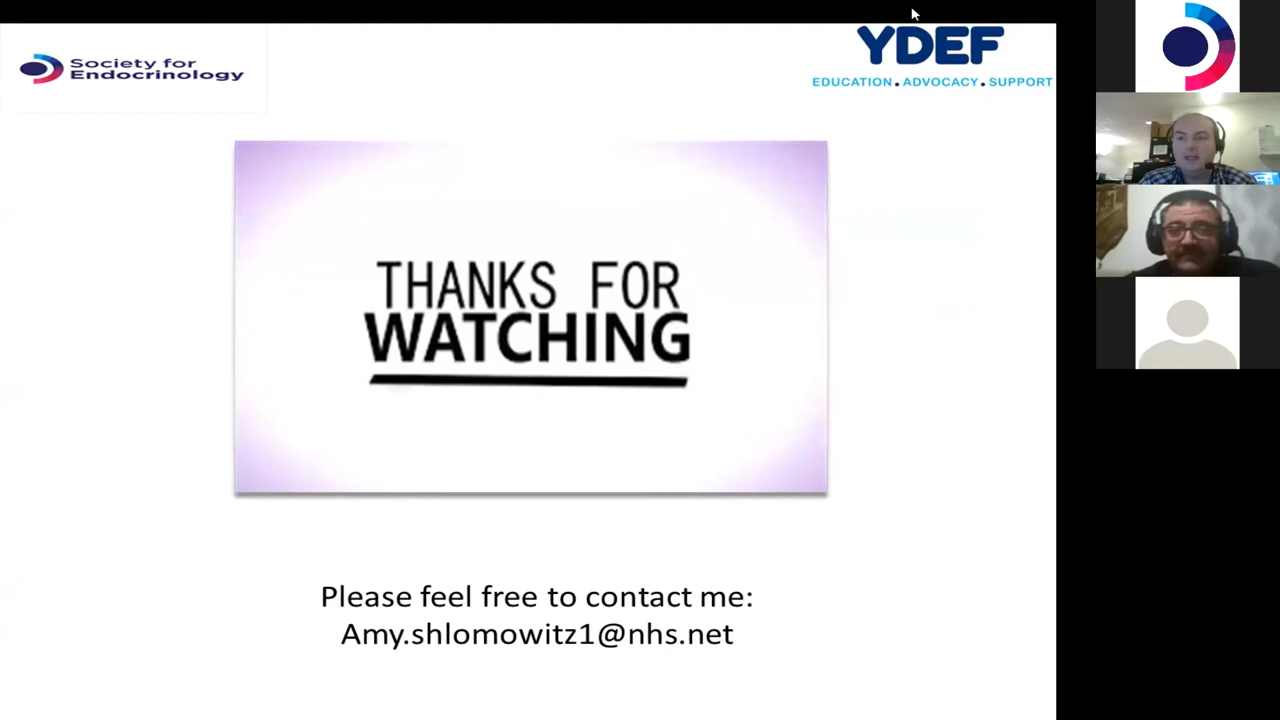 Society for
Endocrinology
YDEF
EDUCATION . ADVOCACY . SUPPORT
THANKS FOR
WATCHING
Please feel free to contact me:
Amy.shlomowitz1@nhs.net